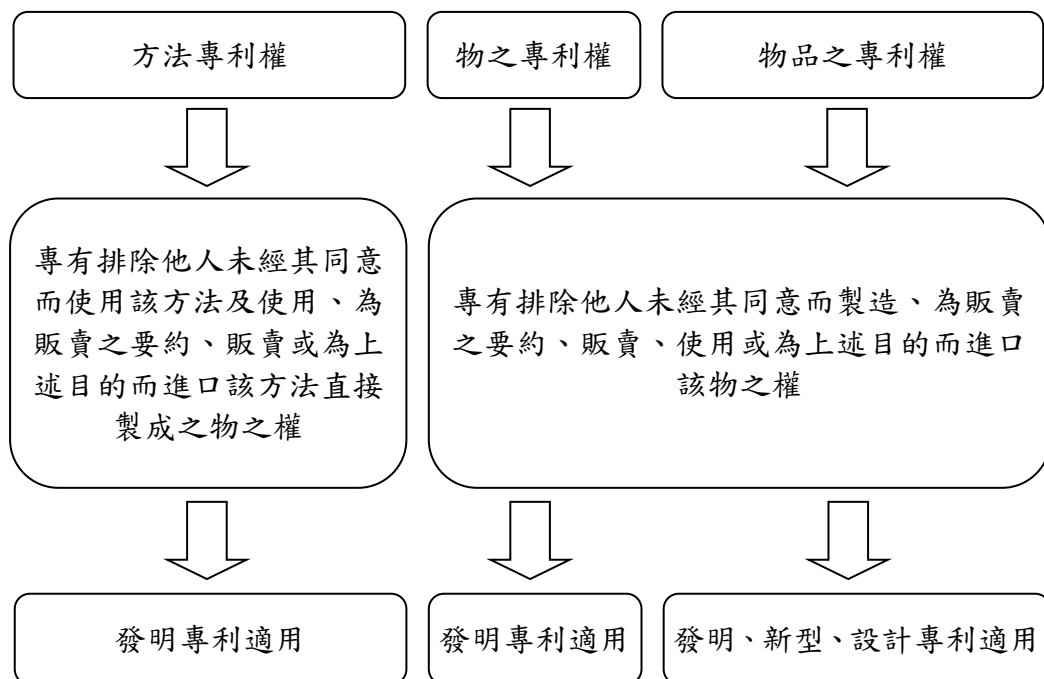 方法專利權
物之專利權
物品之專利權
專有排除他人未經其同意
而使用該方法及使用、為
販賣之要約、販賣或為上
述目的而進口該方法直接
製成之物之權
專有排除他人未經其同意而製造、為販賣
之要約、販賣、使用或為上述目的而進口
該物之權
發明專利適用
發明專利適用
發明、新型、設計專利適用